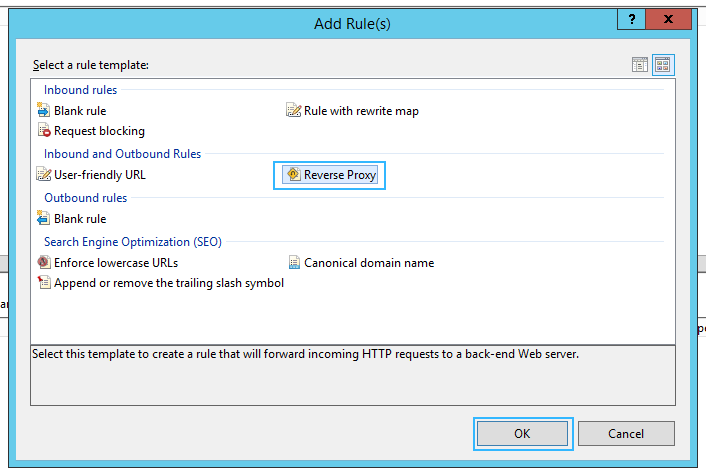 Add Rule(s)
?
x
Select a rule template:
Inbound rules
Blank rule
Rule with rewrite map
Request blocking
Inbound and Outbound Rules
User-friendly URL
Reverse Proxy
Outbound rules
Blank rule
Search Engine Optimization (SEO)
Enforce lowercase URLs
Canonical domain name
Append or remove the trailing slash symbol
Select this template to create a rule that will forward incoming HTTP requests to a back-end Web server.
OK
Cancel